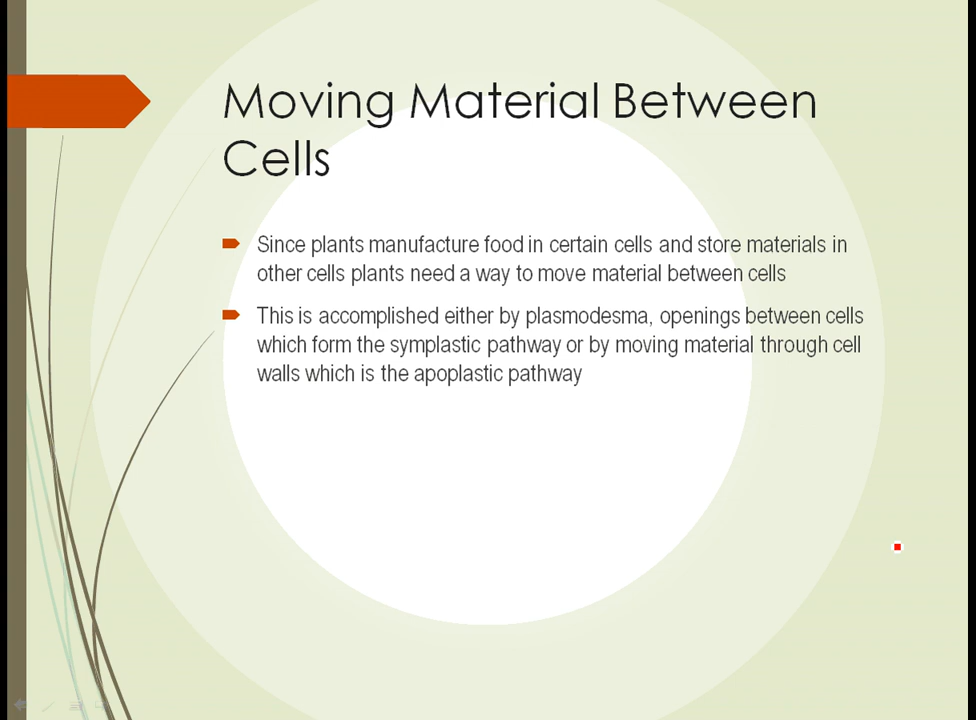 Moving Material Between
Cells
Since plants manufacture food in certain cells and store materials in
other cells plants need a way to move material between cells
This is accomplished either by plasmodesma, openings between cells
which form the symplastic pathway or by moving material through cell
walls which is the apoplastic pathway